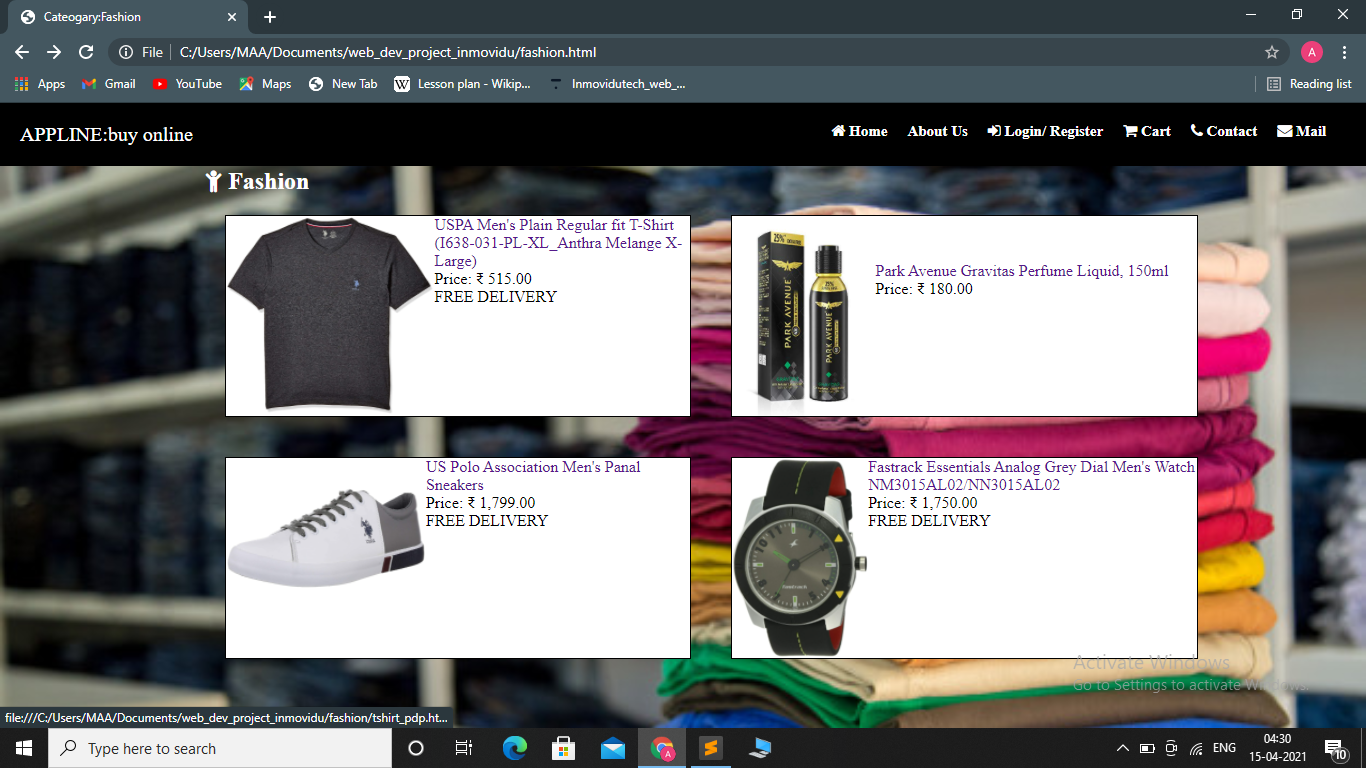 Cateogary:Fashion
File
C:/Users/MAA/Documents/web_dev_project_inmovidu/fashion.html
A
Apps
Gmail
YouTube
Maps
New Tab
W
Lesson plan - Wikip...
Inmovidutech_web_...
Reading list
APPLINE:buy online
Home
About Us
Login/ Register
Cart
Contact
Mail
Fashion
USPA Men's Plain Regular fit T-Shirt
(I638-031-PL-XL_Anthra Melange X-
Large)
Price: ₹ 515.00
FREE DELIVERY
25%
PARK AVENUE
PARK AVENUE
Park Avenue Gravitas Perfume Liquid, 150ml
Price: ₹ 180.00
US Polo Association Men's Panal
Sneakers
Price: ₹ 1,799.00
FREE DELIVERY
Fastrack Essentials Analog Grey Dial Men's Watch
NM3015AL02/NN3015AL02
Price: ₹ 1,750.00
FREE DELIVERY
Activate Windows
Go to Settings to activate Windows.
file:///C:/Users/MAA/Documents/web_dev_project_inmovidu/fashion/tshirt_pdp.ht...
Type here to search
A
ENG
04:30
15-04-2021
10